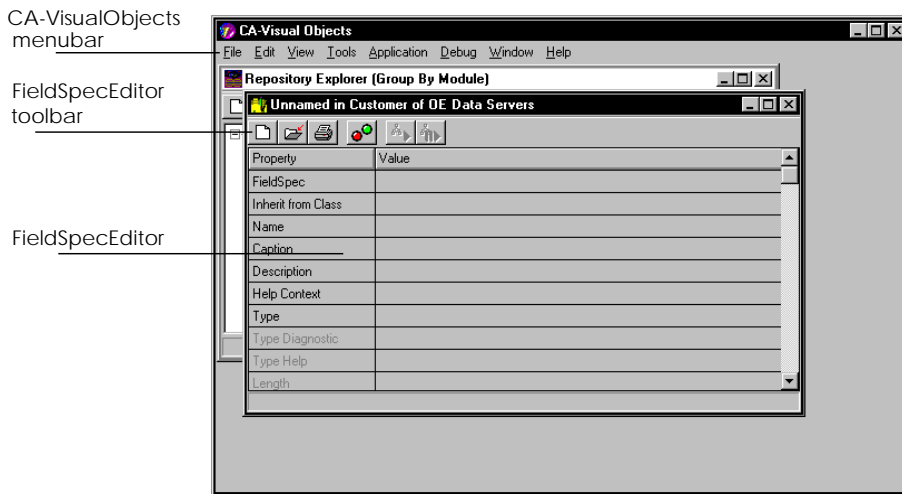 CA-VisualObjects
menubar
FieldSpecEditor
toolbar
FieldSpecEditor
CA-Visual Objects
File Edit View Tools Application Debug Window Help
Repository Explorer (Group By Module)
Unnamed in Customer of OE Data Servers
Property Value
FieldSpec
Inherit from Class
Name
Caption
Description
Help Context
Type
Type Diagnostic
Type Help
Length